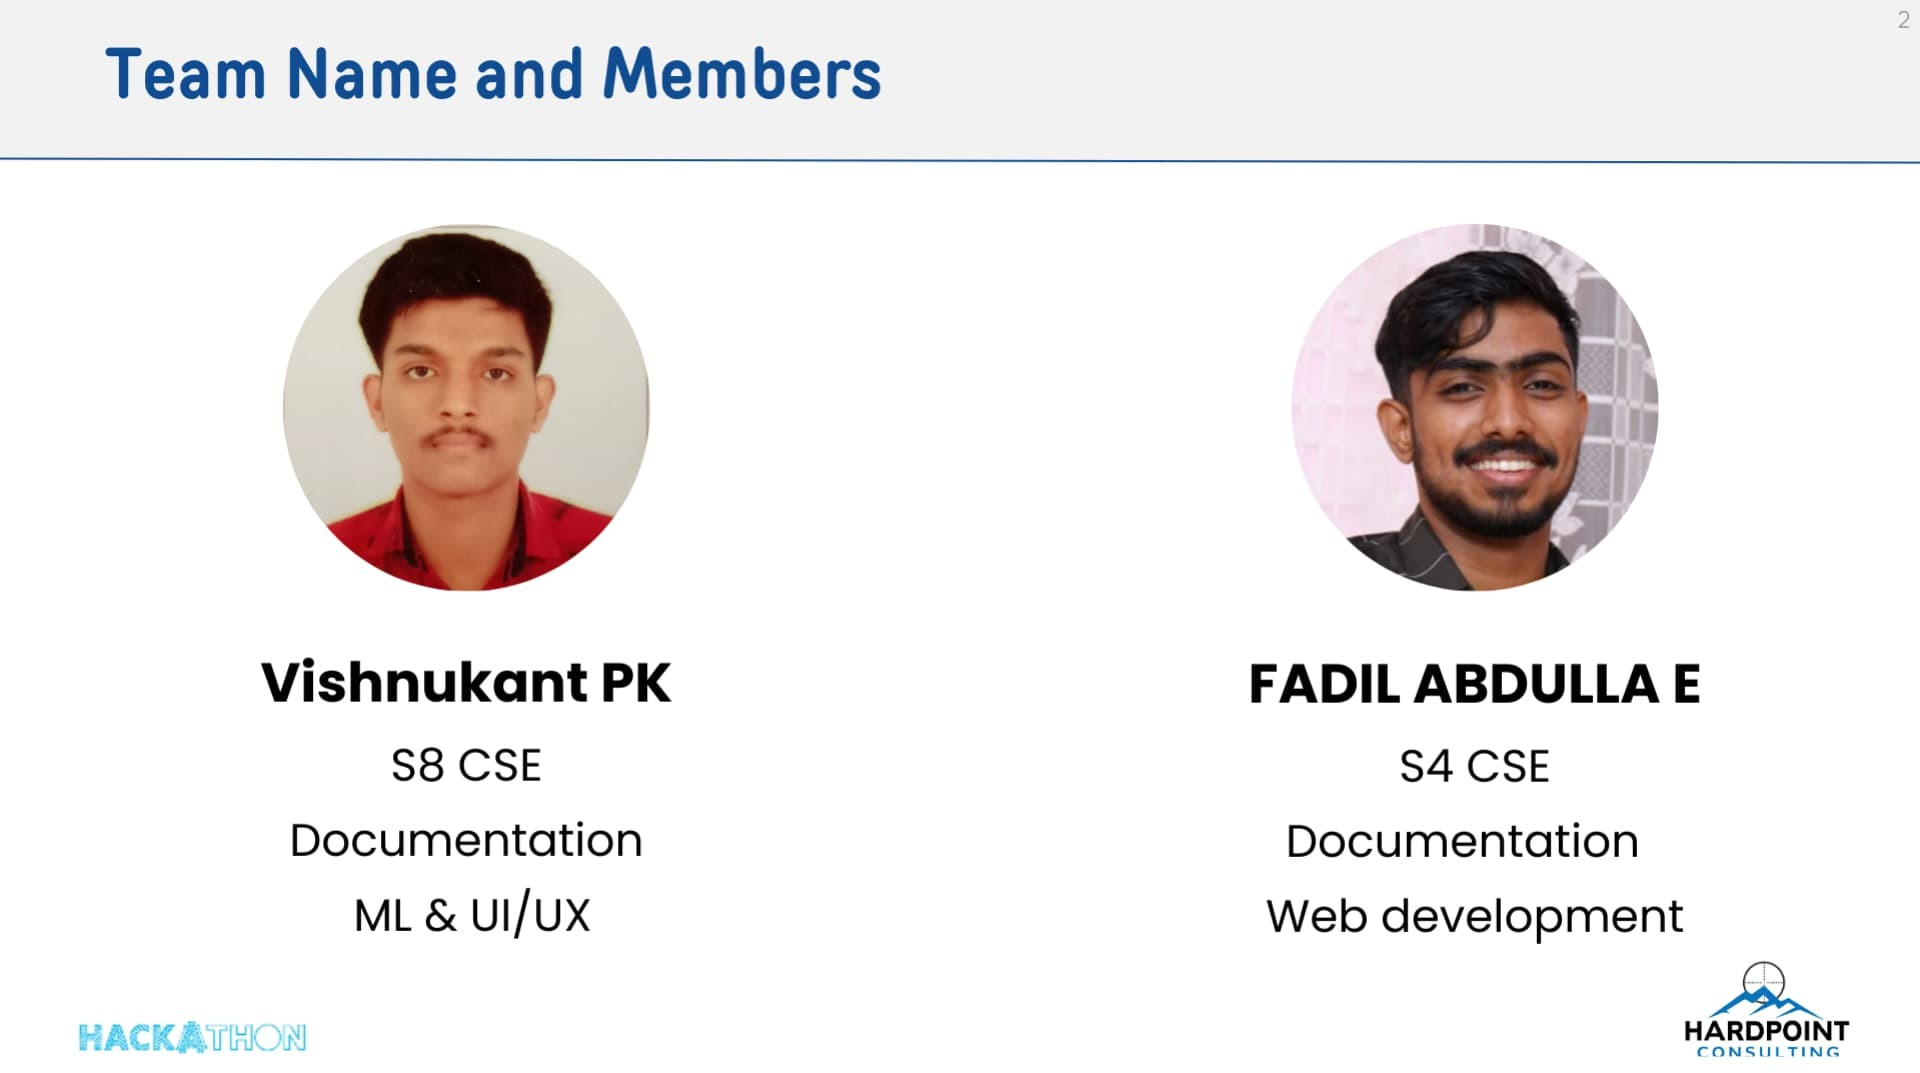 2
Team Name and Members
Vishnukant PK
S8 CSE
Documentation
ML & UI/UX
FADIL ABDULLA E
S4 CSE
Documentation
Web development
HACKATHON
HARDPOINT
CONSULTING